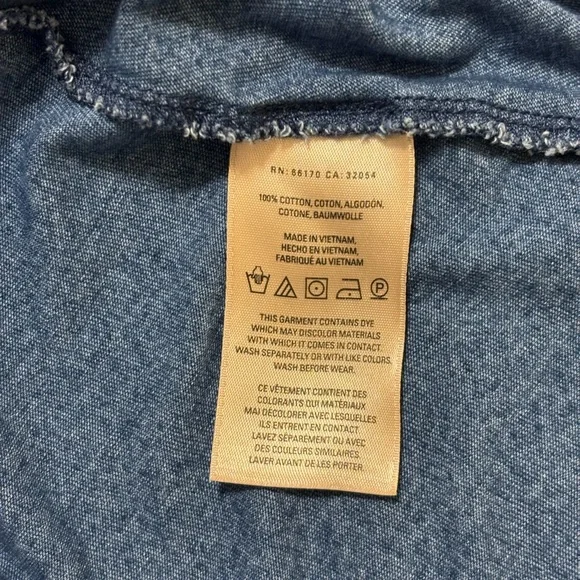 RN: 66170 CA: 32054
100% COTTON, COTON, ALGODÓN,
COTONE, BAUMWOLLE
MADE IN VIETNAM,
HECHO EN VIETNAM,
FABRIQUÉ AU VIETNAM
P
THIS GARMENT CONTAINS DYE
WHICH MAY DISCOLOR MATERIALS
WITH WHICH IT COMES IN CONTACT.
WASH SEPARATELY OR WITH LIKE COLORS.
WASH BEFORE WEAR.
CE VÊTEMENT CONTIENT DES
COLORANTS QUI MATÉRIAUX
MAI DÉCOLORER AVEC LESQUELLES
ILS ENTRENT EN CONTACT.
LAVEZ SÉPARÉMENT OU AVEC
DES COULEURS SIMILAIRES.
LAVER AVANT DE LES PORTER.